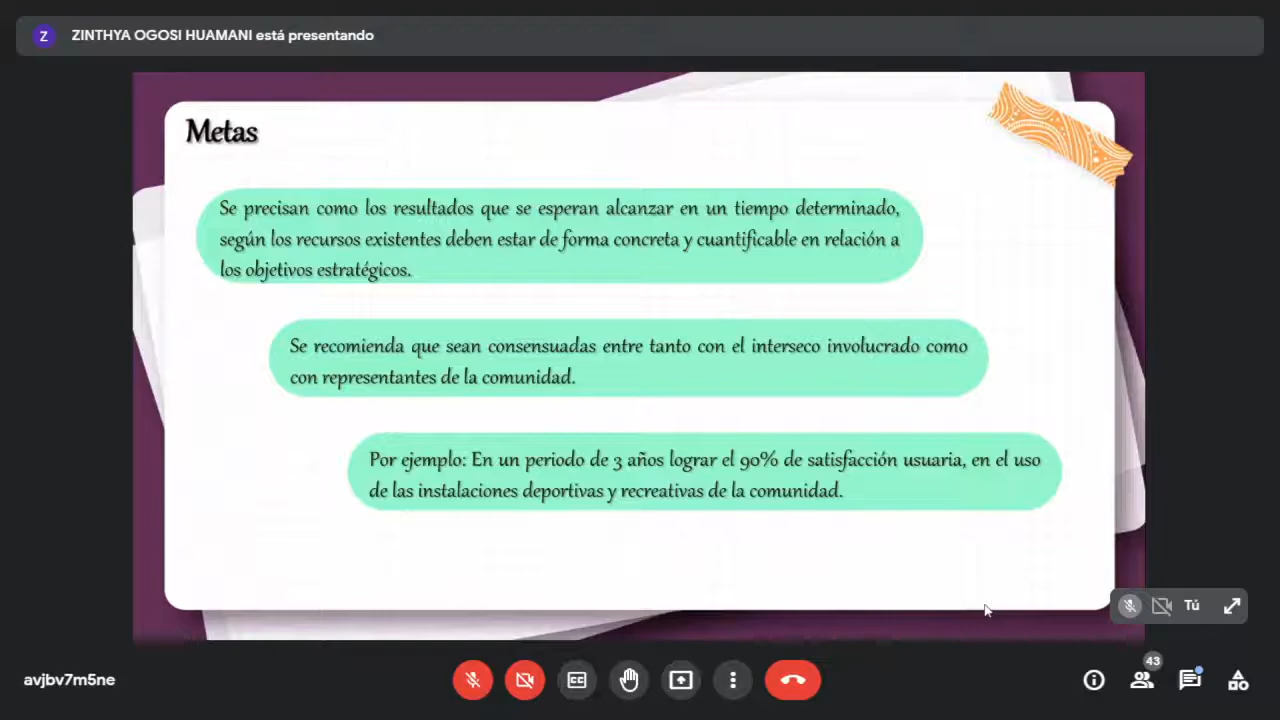 Z ZINTHYA OGOSI HUAMANI está presentando
Metas
Se precisan como los resultados que se esperan alcanzar en un tiempo determinado,
según los recursos existentes deben estar de forma concreta y cuantificable en relación a
los objetivos estratégicos.
Se recomienda que sean consensuadas entre tanto con el interseco involucrado como
con representantes de la comunidad.
Por ejemplo: En un periodo de 3 años lograr el 90% de satisfacción usuaria, en el uso
de las instalaciones deportivas y recreativas de la comunidad.
Tú
avjbv7m5ne
CC
43